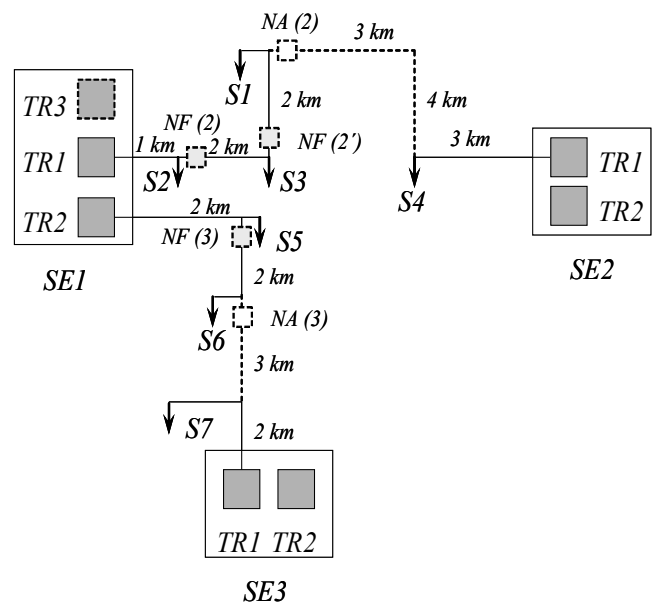 NA (2)
3 km
S1
TR3
NF (2)
2 km
NF (2´)
4 km
TR1
1 km
2 km
3 km
TR1
S2
S3
S4
TR2
2 km
TR2
NF (3)
S5
SE1
SE2
2 km
S6
NA (3)
3 km
S7
2 km
TR1 TR2
SE3